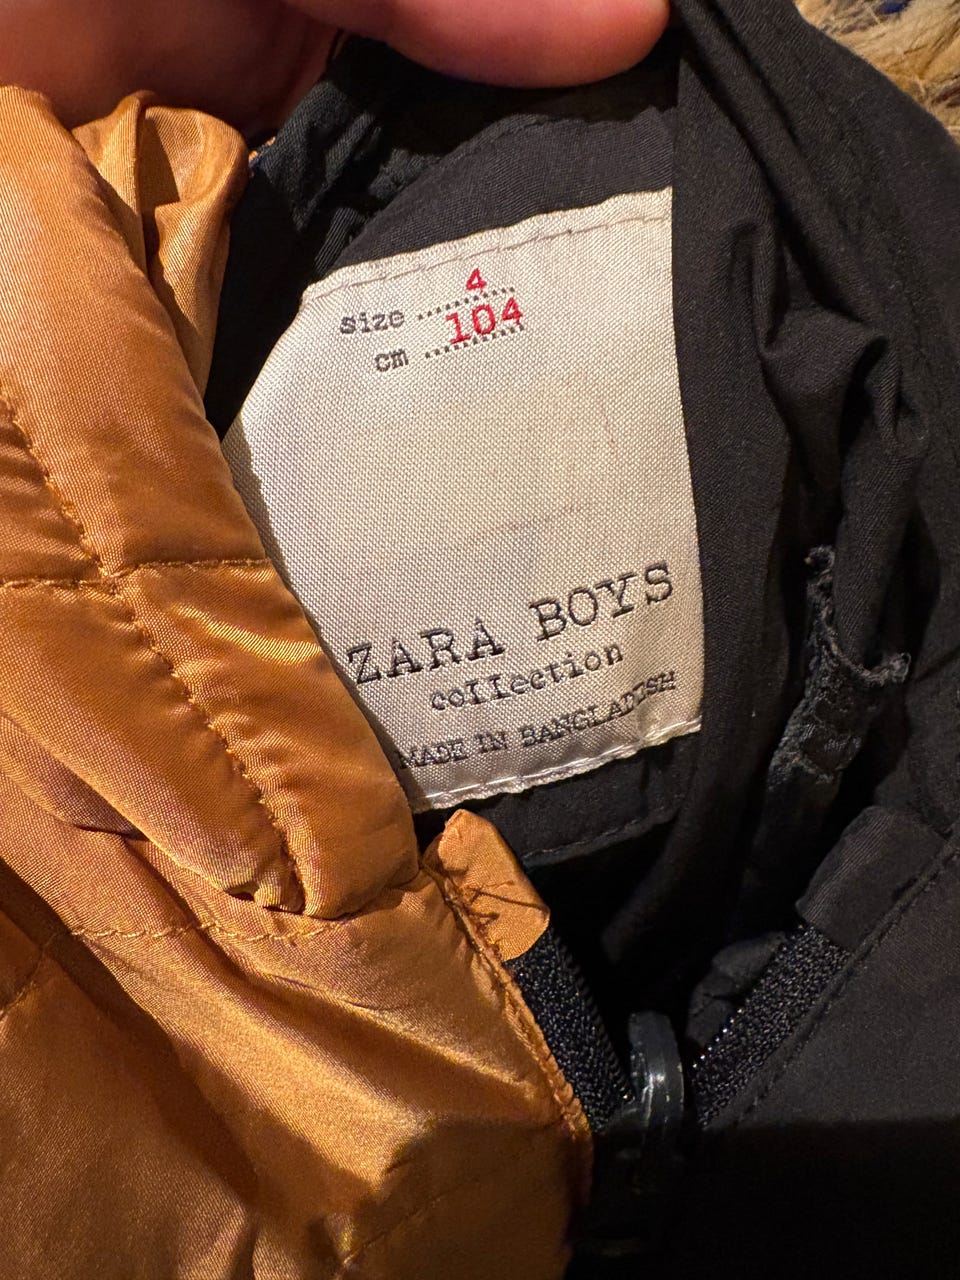 4
size ........
104
cm ........
ZARA BOYS
collection
MADE IN BANGLADESH